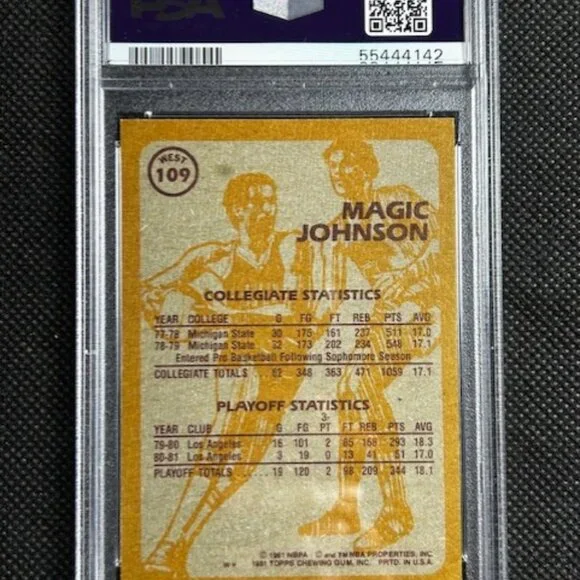 PSA
55444142
WEST
109
MAGIC
JOHNSON
COLLEGIATE STATISTICS
YEAR COLLEGE G FG FT REB PTS AVG
77-78 Michigan State 30 175 161 237 511 17.0
78-79 Michigan State 32 173 202 234 548 17.1
Entered Pro Basketball Following Sophomore Season
COLLEGIATE TOTALS 62 348 363 471 1059 17.1
PLAYOFF STATISTICS
3-
YEAR CLUB G FG PT FT REB PTS AVG
79-80 Los Angeles 16 101 2 85 168 293 18.3
80-81 Los Angeles 3 19 0 13 41 51 17.0
PLAYOFF TOTALS 19 120 2 98 209 344 18.1
© 1981 NBPA © and TM NBA PROPERTIES, INC.
1981 TOPPS CHEWING GUM, INC. PRTD. IN U.S.A.